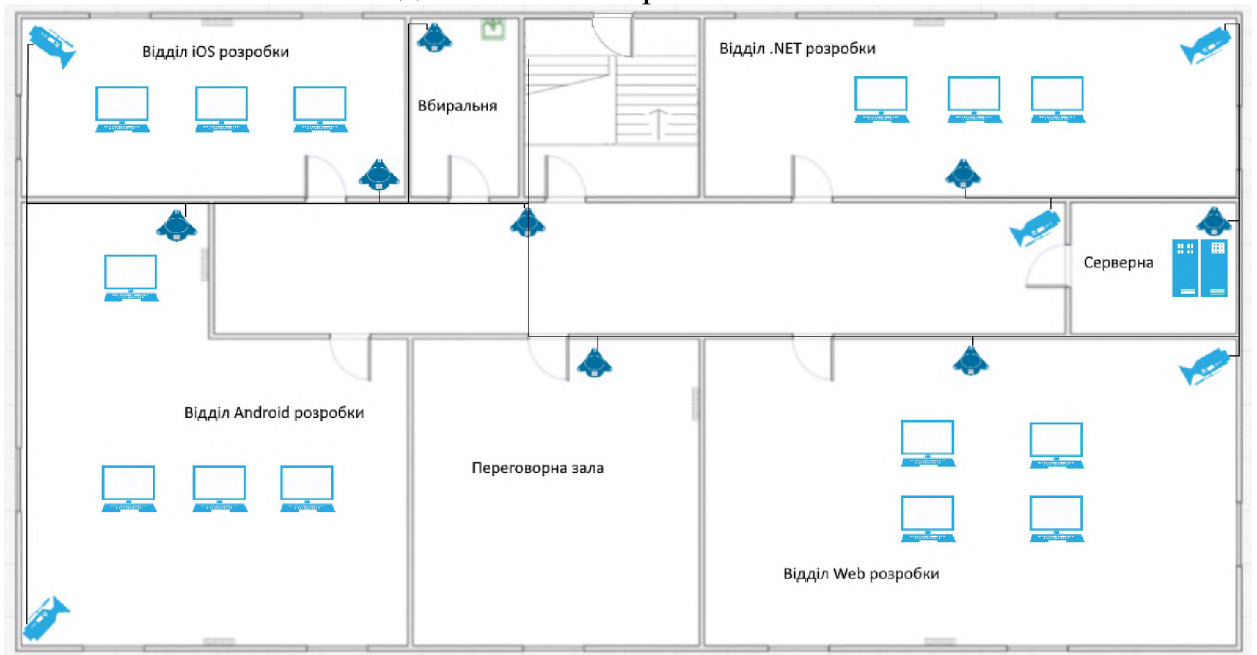 Відділ iOS розробки
Вбиральня
Відділ .NET розробки
Серверна
Відділ Android розробки
Переговорна зала
Відділ Web розробки